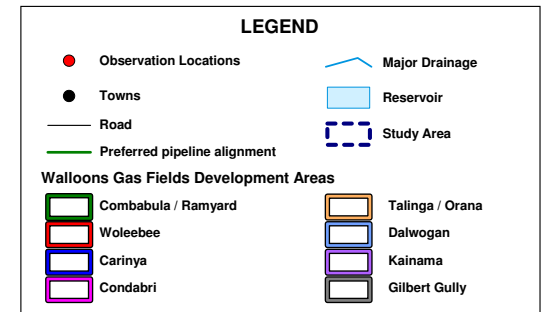 LEGEND
Observation Locations
Towns
Road
Preferred pipeline alignment
Major Drainage
Reservoir
Study Area
Walloons Gas Fields Development Areas
Combabula / Ramyard
Woleebee
Carinya
Condabri
Talinga / Orana
Dalwogan
Kainama
Gilbert Gully